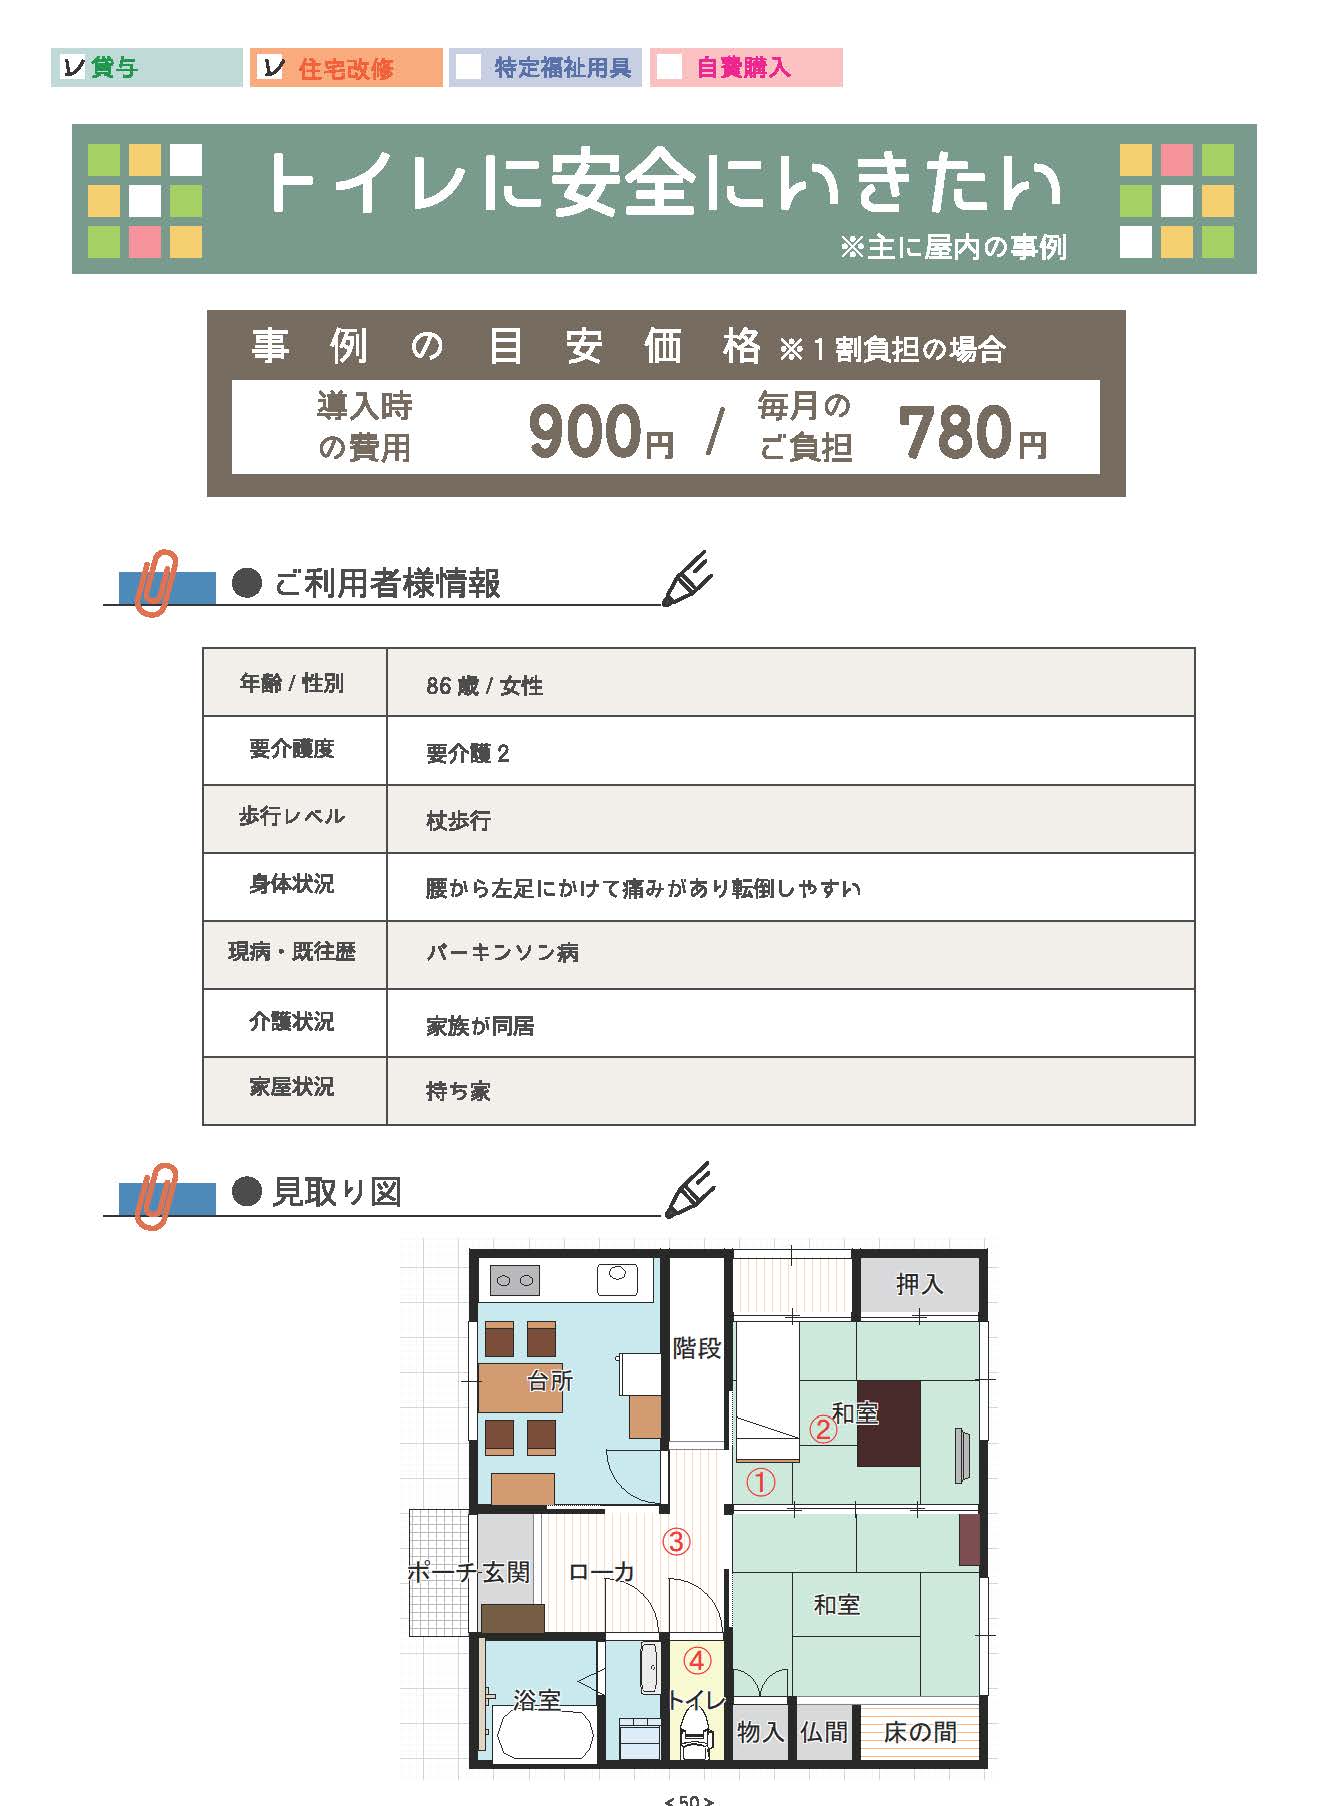 レ 貸与 レ 住宅改修 特定福祉用具 自費購入
トイレに安全にいきたい
※主に屋内の事例
事例の目安価格 ※1割負担の場合
導入時の費用 900円 / 毎月のご負担 780円
● ご利用者様情報
年齢 / 性別 86 歳 / 女性
要介護度 要介護 2
歩行レベル 杖歩行
身体状況 腰から左足にかけて痛みがあり転倒しやすい
現病・既往歴 パーキンソン病
介護状況 家族が同居
家屋状況 持ち家
● 見取り図
押入
階段
台所
和室
②
①
③
ポーチ 玄関 ローカ
和室
④
浴室 トイレ
物入 仏間 床の間
<50>